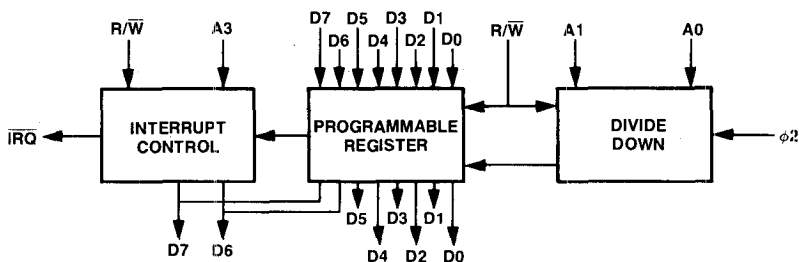 R/W̅ A3 D7 D6 D5 D4 D3 D2 D1 D0 R/W̅ A1 A0
I̅R̅Q̅
INTERRUPT
CONTROL
PROGRAMMABLE
REGISTER
DIVIDE
DOWN
φ2
D7 D6 D5 D4 D3 D2 D1 D0